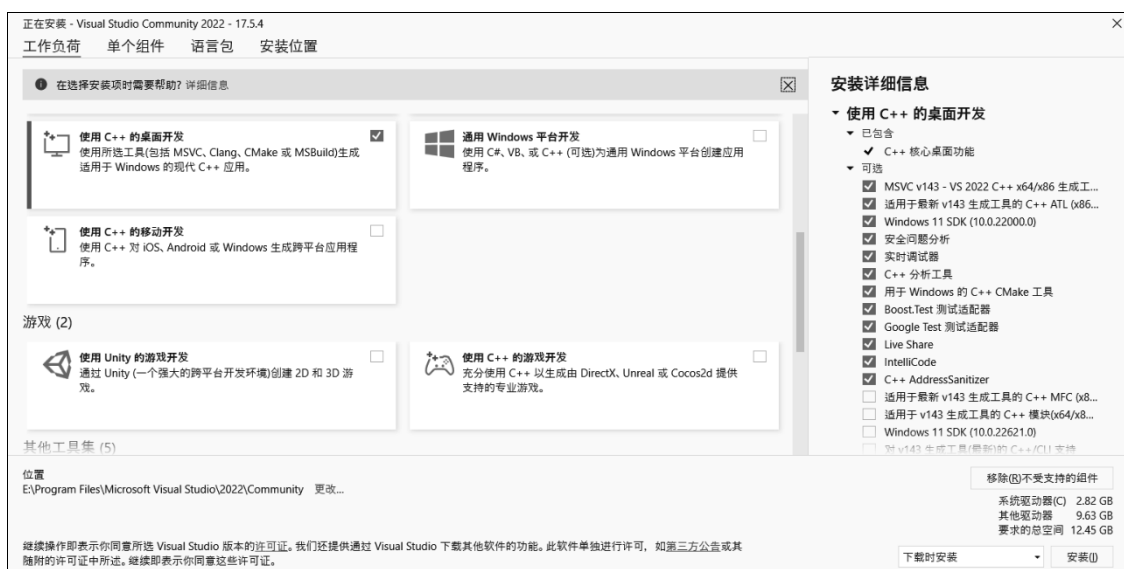 正在安装 - Visual Studio Community 2022 - 17.5.4
工作负荷 单个组件 语言包 安装位置
在选择安装项时需要帮助? 详细信息
使用 C++ 的桌面开发
使用所选工具(包括 MSVC、Clang、CMake 或 MSBuild)生成
适用于 Windows 的现代 C++ 应用。
通用 Windows 平台开发
使用 C#、VB、或 C++ (可选)为通用 Windows 平台创建应用
程序。
使用 C++ 的移动开发
使用 C++ 对 iOS、Android 或 Windows 生成跨平台应用程
序。
游戏 (2)
使用 Unity 的游戏开发
通过 Unity (一个强大的跨平台开发环境)创建 2D 和 3D 游
戏。
使用 C++ 的游戏开发
充分使用 C++ 以生成由 DirectX、Unreal 或 Cocos2d 提供
支持的专业游戏。
其他工具集 (5)
安装详细信息
使用 C++ 的桌面开发
已包含
C++ 核心桌面功能
可选
MSVC v143 - VS 2022 C++ x64/x86 生成工...
适用于最新 v143 生成工具的 C++ ATL (x86...
Windows 11 SDK (10.0.22000.0)
安全问题分析
实时调试器
C++ 分析工具
用于 Windows 的 C++ CMake 工具
Boost.Test 测试适配器
Google Test 测试适配器
Live Share
IntelliCode
C++ AddressSanitizer
适用于最新 v143 生成工具的 C++ MFC (x8...
适用于 v143 生成工具的 C++ 模块(x64/x8...
Windows 11 SDK (10.0.22621.0)
对 v143 生成工具(最新)的 C++/CLI 支持
位置
E:\Program Files\Microsoft Visual Studio\2022\Community 更改...
移除(R)不受支持的组件
系统驱动器(C) 2.82 GB
其他驱动器 9.63 GB
要求的总空间 12.45 GB
继续操作即表示你同意所选 Visual Studio 版本的许可证。我们还提供通过 Visual Studio 下载其他软件的功能。此软件单独进行许可，如第三方公告或其
随附的许可证中所述。继续即表示你同意这些许可证。
下载时安装 安装(I)